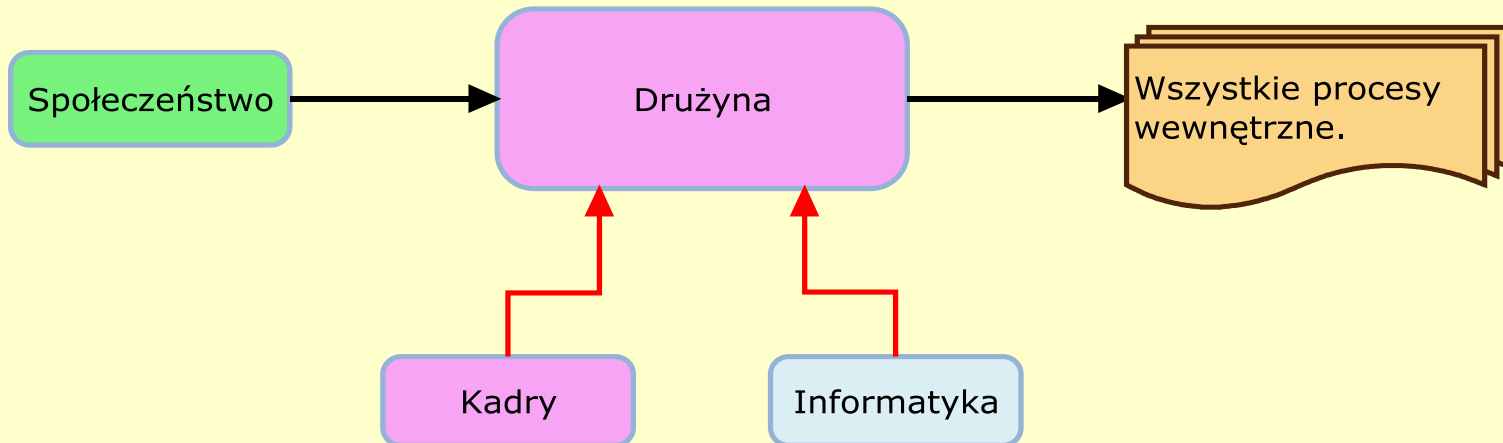 Społeczeństwo
Drużyna
Wszystkie procesy
wewnętrzne.
Kadry
Informatyka